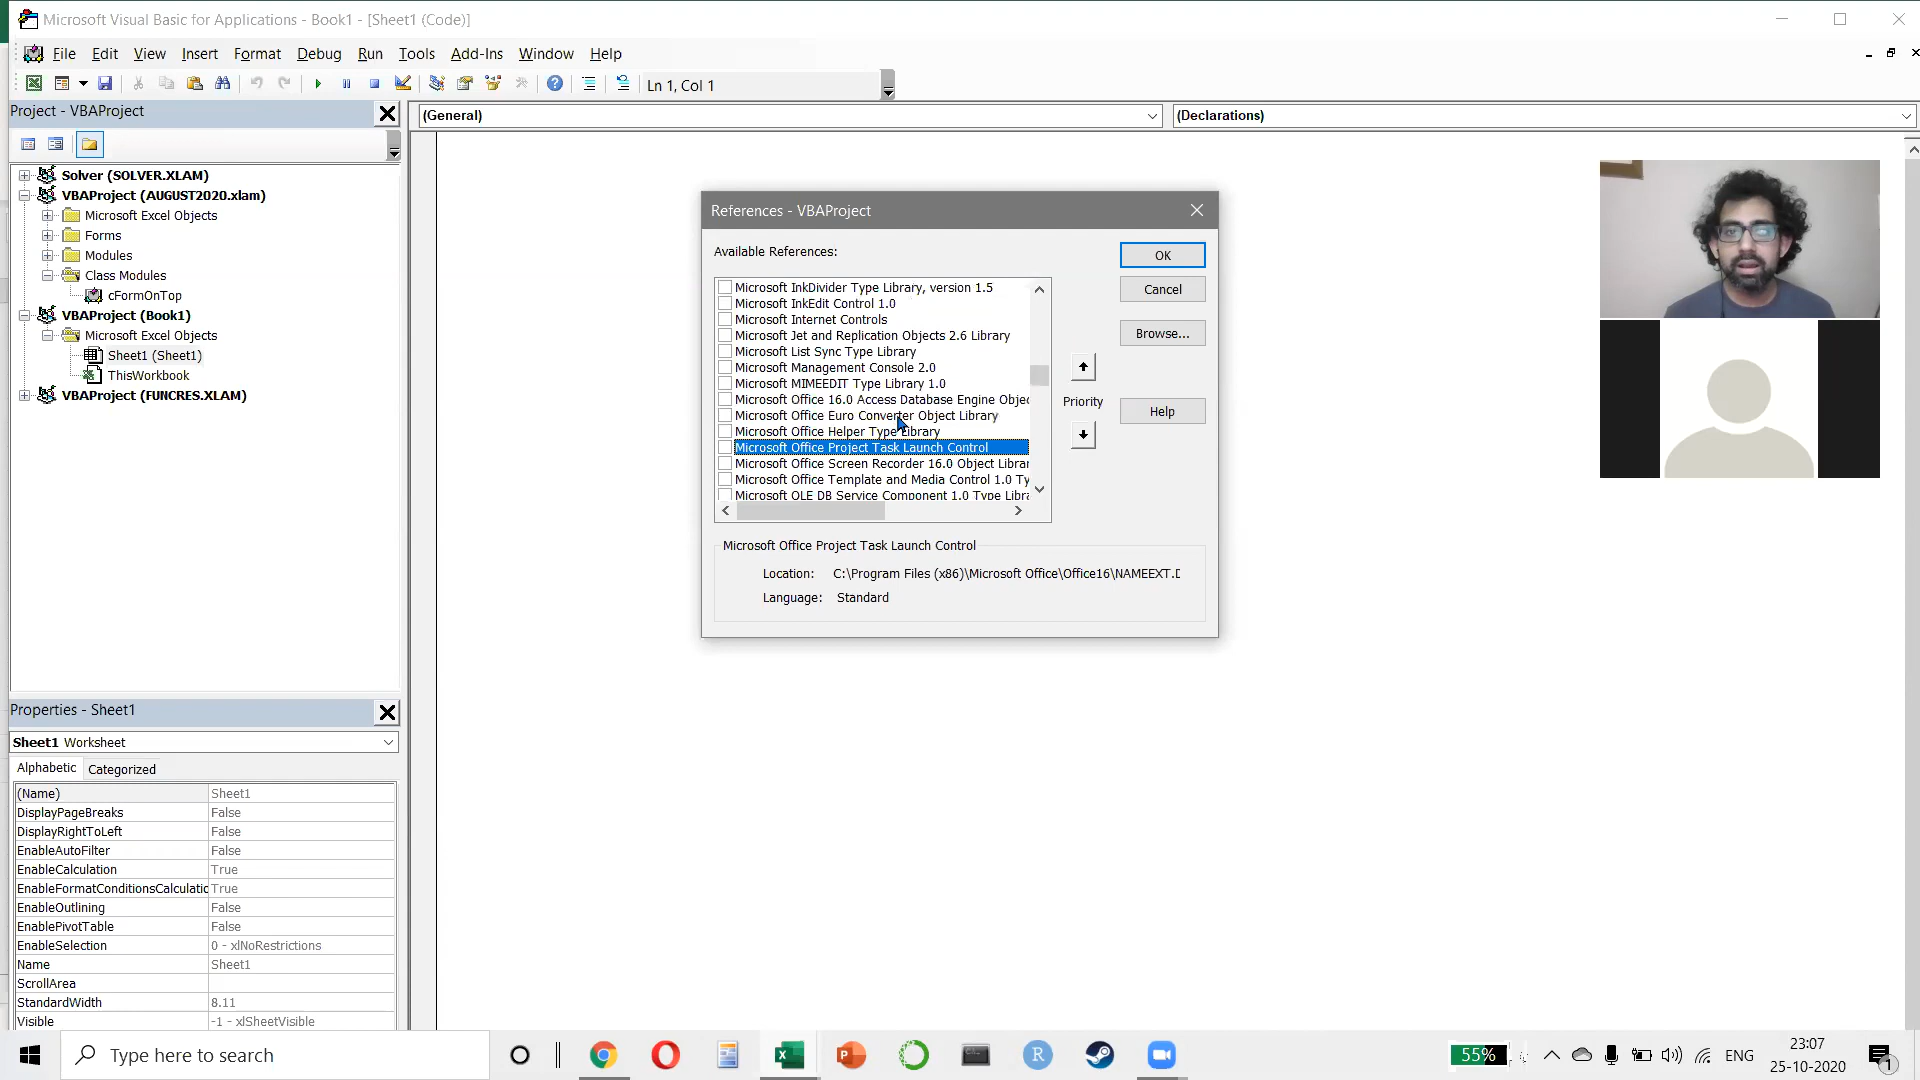 Microsoft Visual Basic for Applications - Book1 - [Sheet1 (Code)]
File Edit View Insert Format Debug Run Tools Add-Ins Window Help
Ln 1, Col 1
Project - VBAProject
(General)
(Declarations)
Solver (SOLVER.XLAM)
VBAProject (AUGUST2020.xlam)
Microsoft Excel Objects
Forms
Modules
Class Modules
cFormOnTop
VBAProject (Book1)
Microsoft Excel Objects
Sheet1 (Sheet1)
ThisWorkbook
VBAProject (FUNCRES.XLAM)
References - VBAProject
Available References:
OK
Cancel
Browse...
Priority
Help
Microsoft InkDivider Type Library, version 1.5
Microsoft InkEdit Control 1.0
Microsoft Internet Controls
Microsoft Jet and Replication Objects 2.6 Library
Microsoft List Sync Type Library
Microsoft Management Console 2.0
Microsoft MIMEEDIT Type Library 1.0
Microsoft Office 16.0 Access Database Engine Objec
Microsoft Office Euro Converter Object Library
Microsoft Office Helper Type Library
Microsoft Office Project Task Launch Control
Microsoft Office Screen Recorder 16.0 Object Librar
Microsoft Office Template and Media Control 1.0 Ty
Microsoft OLE DB Service Component 1.0 Type Libra
Microsoft Office Project Task Launch Control
Location: C:\Program Files (x86)\Microsoft Office\Office16\NAMEEXT.D
Language: Standard
Properties - Sheet1
Sheet1 Worksheet
Alphabetic Categorized
(Name) Sheet1
DisplayPageBreaks False
DisplayRightToLeft False
EnableAutoFilter False
EnableCalculation True
EnableFormatConditionsCalculatio True
EnableOutlining False
EnablePivotTable False
EnableSelection 0 - xlNoRestrictions
Name Sheet1
ScrollArea
StandardWidth 8.11
Visible -1 - xlSheetVisible
Type here to search
R
55%
ENG
23:07
25-10-2020
1